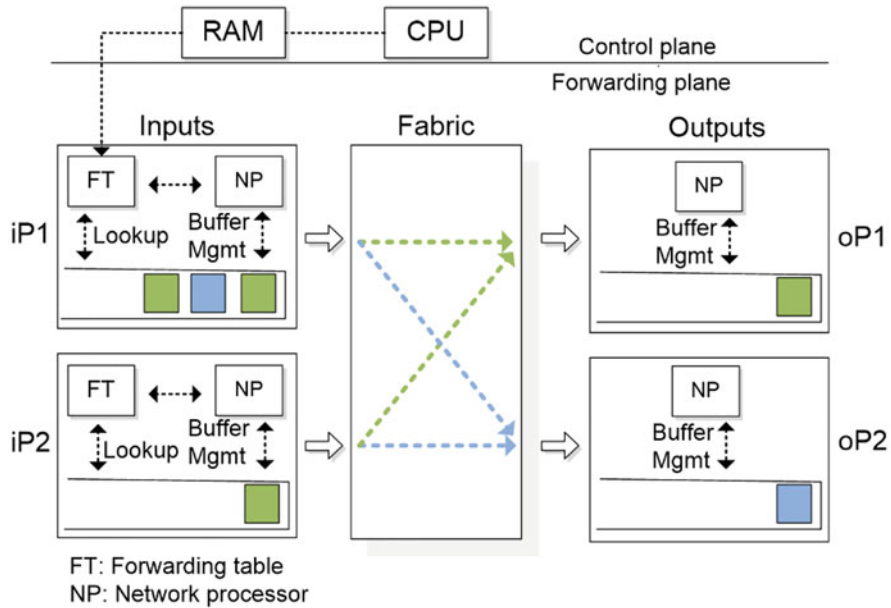 RAM
CPU
Control plane
Forwarding plane
Inputs
Fabric
Outputs
iP1
FT
NP
Lookup
Buffer
Mgmt
NP
Buffer
Mgmt
oP1
iP2
FT
NP
Lookup
Buffer
Mgmt
NP
Buffer
Mgmt
oP2
FT: Forwarding table
NP: Network processor